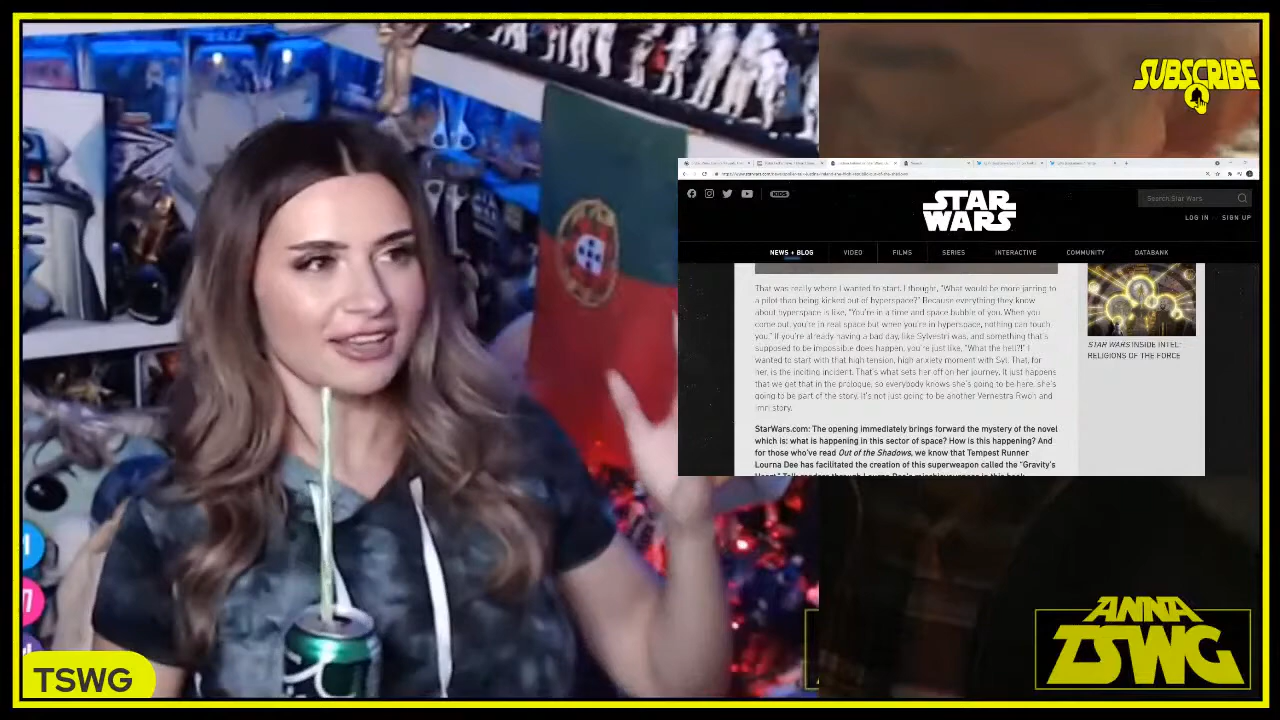 SUBSCRIBE
KIDS
STAR
WARS
Search Star Wars
LOG IN
SIGN UP
NEWS + BLOG
VIDEO
FILMS
SERIES
INTERACTIVE
COMMUNITY
DATABANK
That was really where I wanted to start. I thought, "What would be more jarring to
a pilot than being kicked out of hyperspace?" Because everything they know
about hyperspace is like, "You're in a time and space bubble of you. When you
come out, you're in real space but when you're in hyperspace, nothing can touch
you." If you're already having a bad day, like Sylvestri was, and something that's
supposed to be impossible does happen, you're just like, "What the hell?!" I
wanted to start with that high tension, high anxiety moment with Syl. That, for
her, is the inciting incident. That's what sets her off on her journey. It just happens
that we get that in the prologue, so everybody knows she's going to be here, she's
going to be part of the story. It's not just going to be another Vernestra Rwoh and
Imri story.
StarWars.com: The opening immediately brings forward the mystery of the novel
which is: what is happening in this sector of space? How is this happening? And
for those who've read Out of the Shadows, we know that Tempest Runner
Lourna Dee has facilitated the creation of this superweapon called the "Gravity's
STAR WARS INSIDE INTEL:
RELIGIONS OF THE FORCE
TSWG
ANNA
TSWG